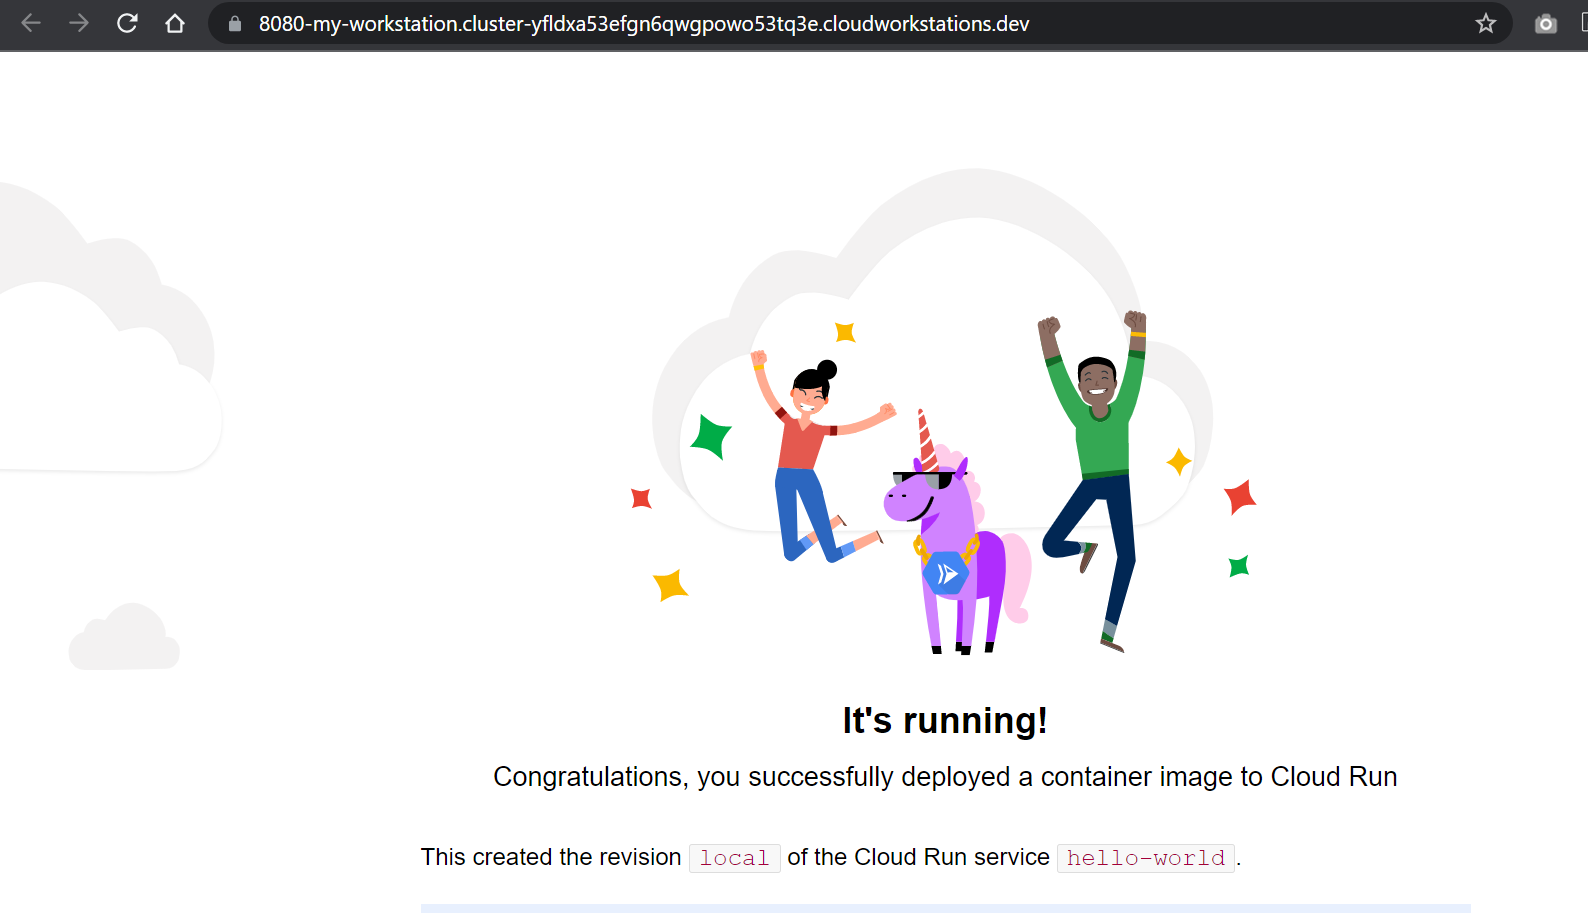 8080-my-workstation.cluster-yfldxa53efgn6qwgpowo53tq3e.cloudworkstations.dev
It's running!
Congratulations, you successfully deployed a container image to Cloud Run
This created the revision local of the Cloud Run service hello-world.